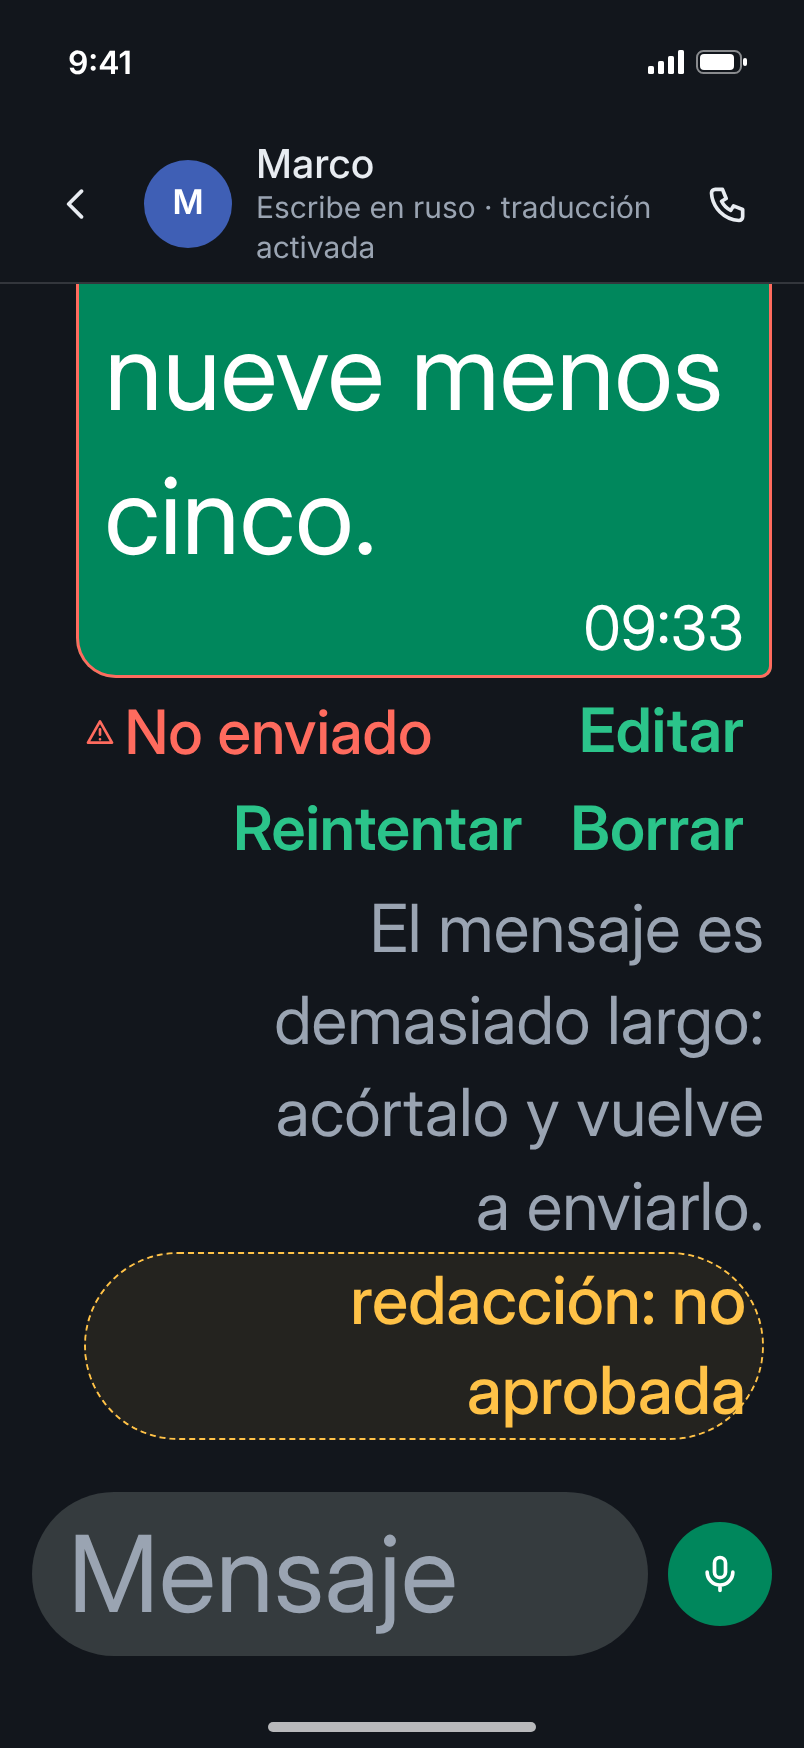 9:41
M
Marco
Escribe en ruso · traducción
activada
nueve menos
cinco.
09:33
No enviado
Editar
Reintentar Borrar
El mensaje es
demasiado largo:
acórtalo y vuelve
a enviarlo.
redacción: no
aprobada
Mensaje